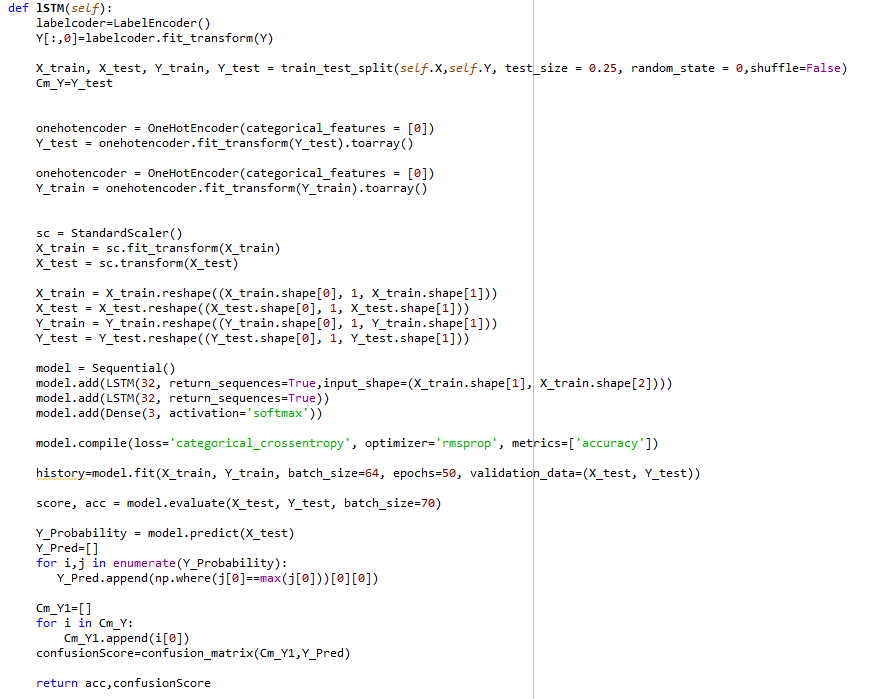 def lSTM(self):
    labelcoder=LabelEncoder()
    Y[:,0]=labelcoder.fit_transform(Y)

    X_train, X_test, Y_train, Y_test = train_test_split(self.X,self.Y, test_size = 0.25, random_state = 0,shuffle=False)
    Cm_Y=Y_test

    onehotencoder = OneHotEncoder(categorical_features = [0])
    Y_test = onehotencoder.fit_transform(Y_test).toarray()

    onehotencoder = OneHotEncoder(categorical_features = [0])
    Y_train = onehotencoder.fit_transform(Y_train).toarray()

    sc = StandardScaler()
    X_train = sc.fit_transform(X_train)
    X_test = sc.transform(X_test)

    X_train = X_train.reshape((X_train.shape[0], 1, X_train.shape[1]))
    X_test = X_test.reshape((X_test.shape[0], 1, X_test.shape[1]))
    Y_train = Y_train.reshape((Y_train.shape[0], 1, Y_train.shape[1]))
    Y_test = Y_test.reshape((Y_test.shape[0], 1, Y_test.shape[1]))

    model = Sequential()
    model.add(LSTM(32, return_sequences=True,input_shape=(X_train.shape[1], X_train.shape[2])))
    model.add(LSTM(32, return_sequences=True))
    model.add(Dense(3, activation='softmax'))

    model.compile(loss='categorical_crossentropy', optimizer='rmsprop', metrics=['accuracy'])

    history=model.fit(X_train, Y_train, batch_size=64, epochs=50, validation_data=(X_test, Y_test))

    score, acc = model.evaluate(X_test, Y_test, batch_size=70)

    Y_Probability = model.predict(X_test)
    Y_Pred=[]
    for i,j in enumerate(Y_Probability):
       Y_Pred.append(np.where(j[0]==max(j[0]))[0][0])

    Cm_Y1=[]
    for i in Cm_Y:
        Cm_Y1.append(i[0])
    confusionScore=confusion_matrix(Cm_Y1,Y_Pred)

    return acc,confusionScore